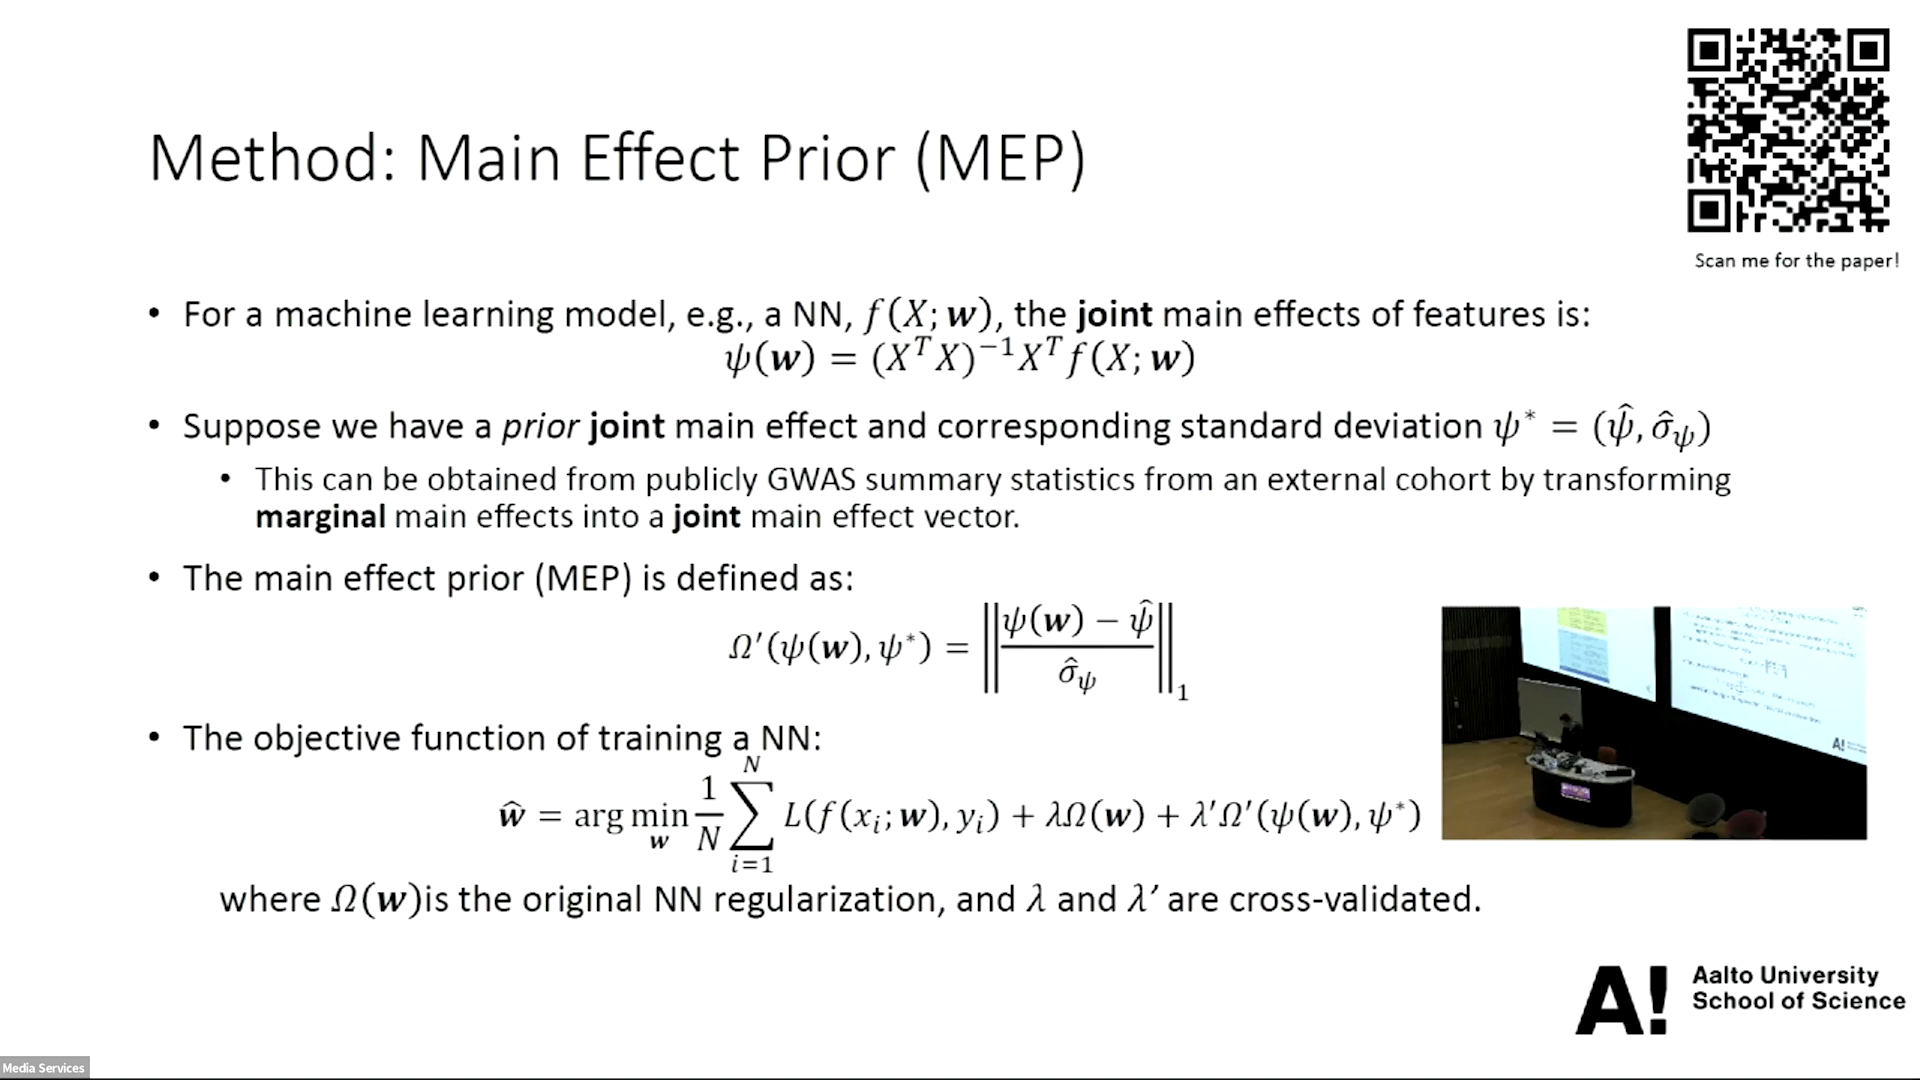 Method: Main Effect Prior (MEP)
Scan me for the paper!
• For a machine learning model, e.g., a NN, f(X; w), the joint main effects of features is:
ψ(w) = (XᵀX)⁻¹Xᵀf(X; w)
• Suppose we have a prior joint main effect and corresponding standard deviation ψ* = (ψ̂, σ̂_ψ)
• This can be obtained from publicly GWAS summary statistics from an external cohort by transforming
marginal main effects into a joint main effect vector.
• The main effect prior (MEP) is defined as:
Ω′(ψ(w), ψ*) = ‖(ψ(w) − ψ̂) / σ̂_ψ‖₁
• The objective function of training a NN:
ŵ = arg min_w 1/N ∑_{i=1}^{N} L(f(x_i; w), y_i) + λΩ(w) + λ′Ω′(ψ(w), ψ*)
where Ω(w)is the original NN regularization, and λ and λ′ are cross-validated.
A! Aalto University
School of Science
Media Services